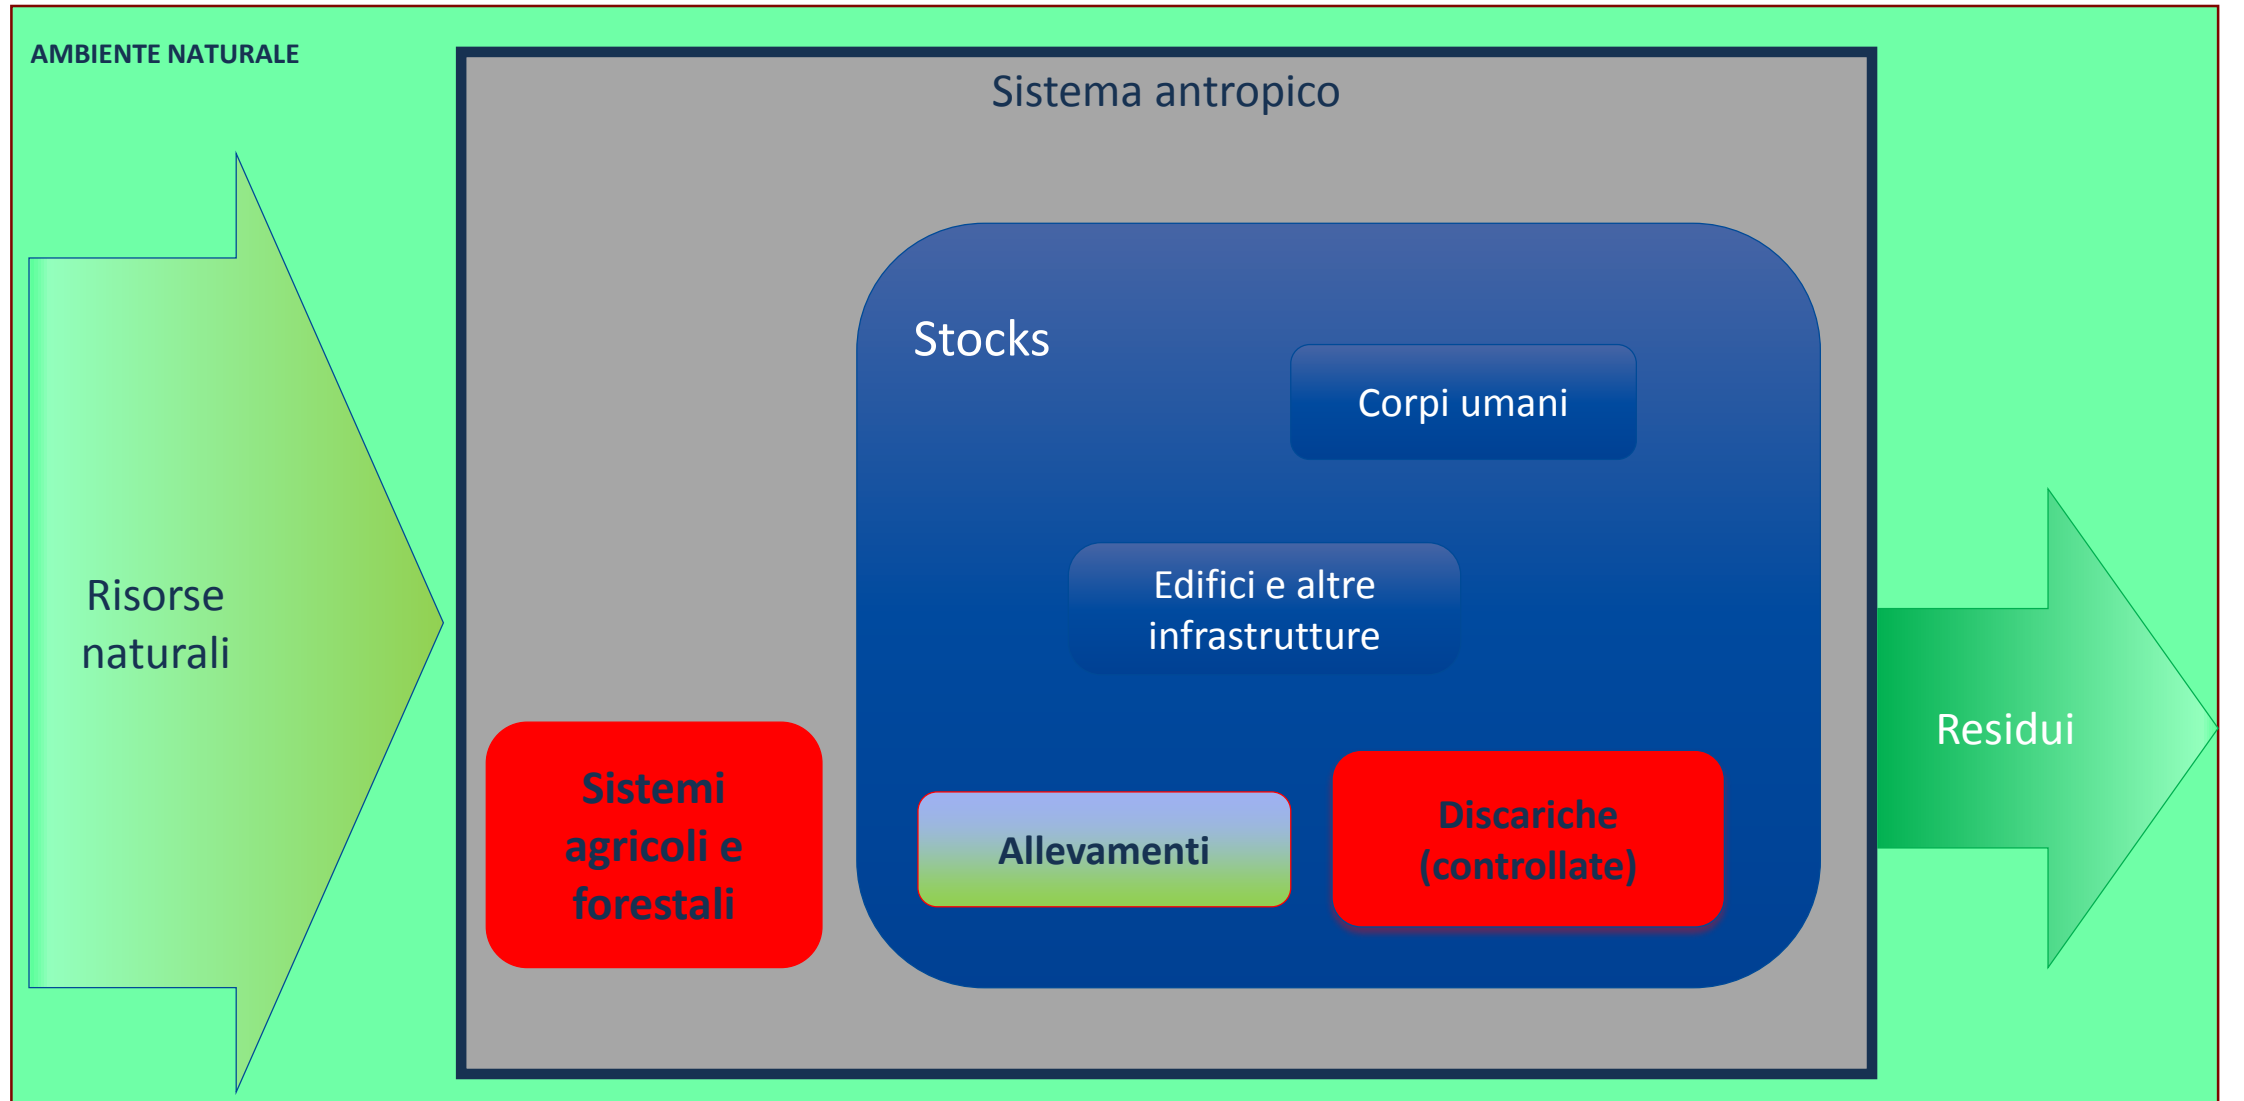 AMBIENTE NATURALE
Sistema antropico
Stocks
Corpi umani
Edifici e altre
infrastrutture
Risorse
naturali
Residui
Sistemi
agricoli e
forestali
Allevamenti
Discariche
(controllate)